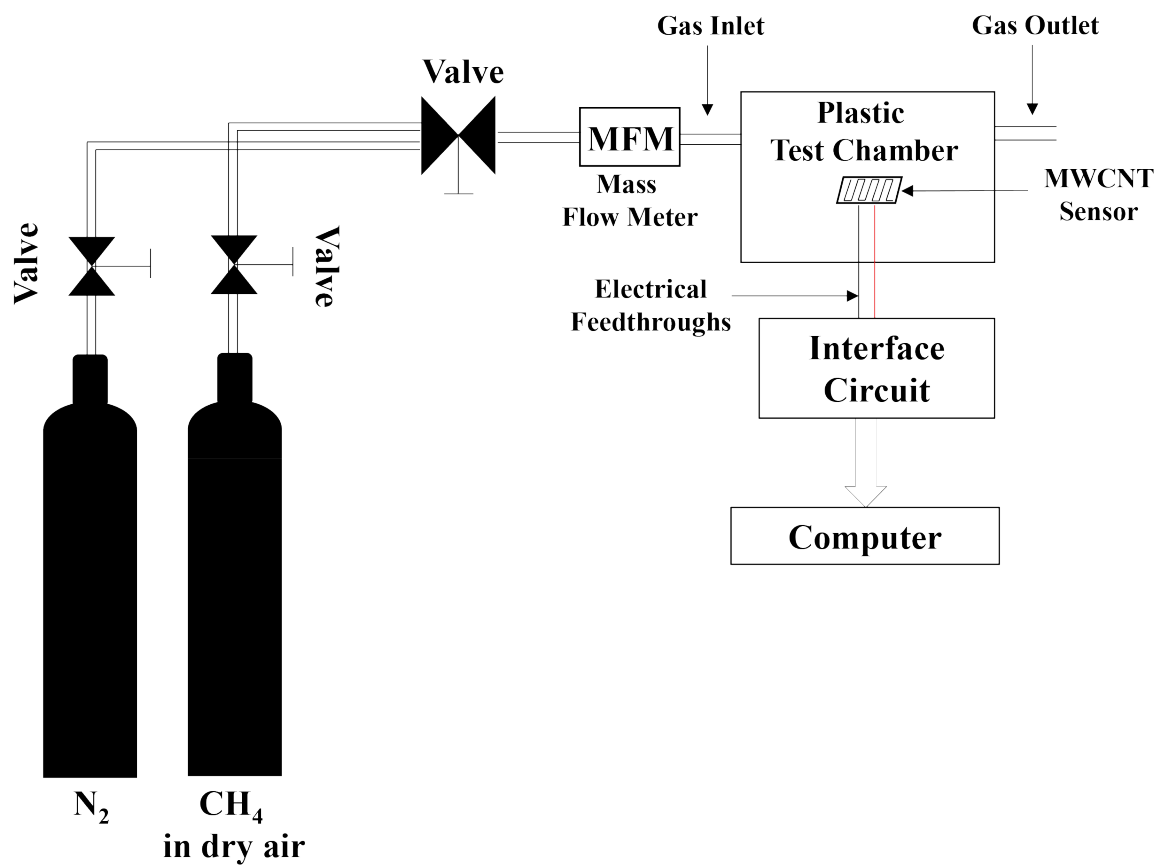 Gas Inlet
Gas Outlet
Valve
Plastic
Test Chamber
MFM
Mass
Flow Meter
MWCNT
Sensor
Valve
Valve
Electrical
Feedthroughs
Interface
Circuit
Computer
N₂
CH₄
in dry air